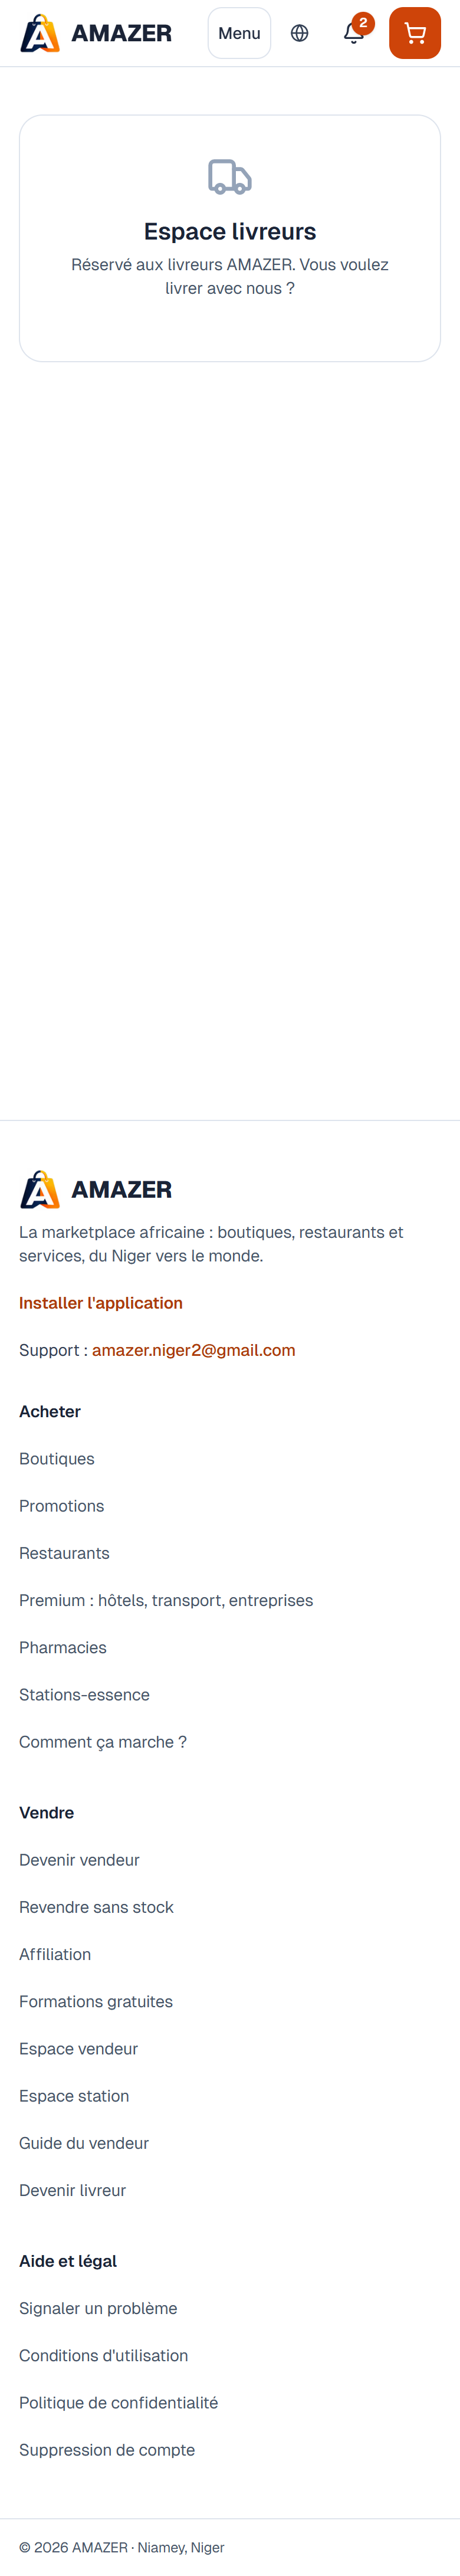 AMAZER
Menu
2
Espace livreurs
Réservé aux livreurs AMAZER. Vous voulez
livrer avec nous ?
AMAZER
La marketplace africaine : boutiques, restaurants et
services, du Niger vers le monde.
Installer l'application
Support : amazer.niger2@gmail.com
Acheter
Boutiques
Promotions
Restaurants
Premium : hôtels, transport, entreprises
Pharmacies
Stations-essence
Comment ça marche ?
Vendre
Devenir vendeur
Revendre sans stock
Affiliation
Formations gratuites
Espace vendeur
Espace station
Guide du vendeur
Devenir livreur
Aide et légal
Signaler un problème
Conditions d'utilisation
Politique de confidentialité
Suppression de compte
© 2026 AMAZER · Niamey, Niger